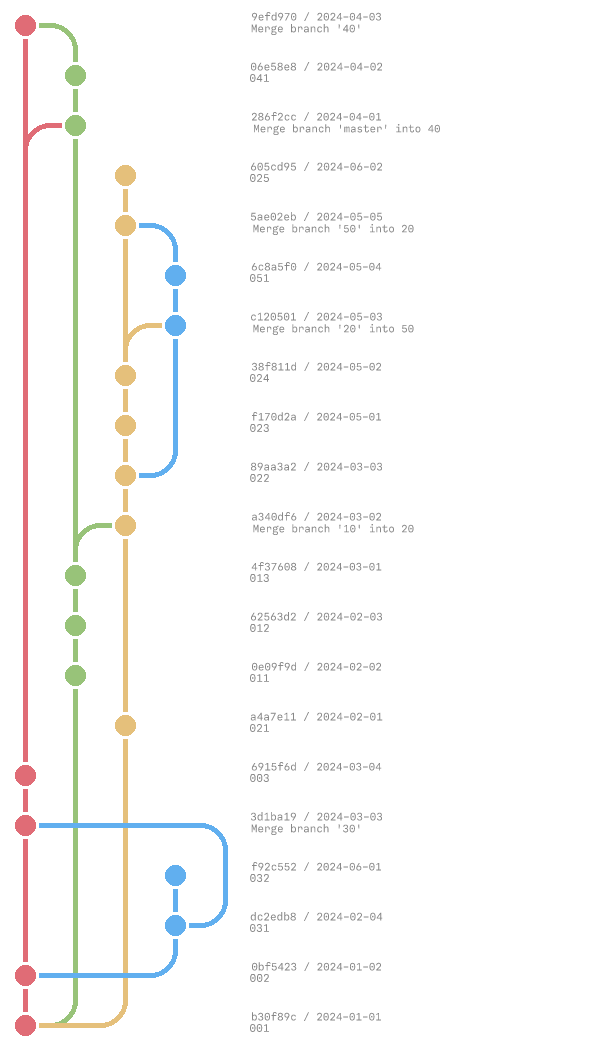 9efd970 / 2024-04-03
Merge branch '40'
06e58e8 / 2024-04-02
041
286f2cc / 2024-04-01
Merge branch 'master' into 40
605cd95 / 2024-06-02
025
5ae02eb / 2024-05-05
Merge branch '50' into 20
6c8a5f0 / 2024-05-04
051
c120501 / 2024-05-03
Merge branch '20' into 50
38f811d / 2024-05-02
024
f170d2a / 2024-05-01
023
89aa3a2 / 2024-03-03
022
a340df6 / 2024-03-02
Merge branch '10' into 20
4f37608 / 2024-03-01
013
62563d2 / 2024-02-03
012
0e09f9d / 2024-02-02
011
a4a7e11 / 2024-02-01
021
6915f6d / 2024-03-04
003
3d1ba19 / 2024-03-03
Merge branch '30'
f92c552 / 2024-06-01
032
dc2edb8 / 2024-02-04
031
0bf5423 / 2024-01-02
002
b30f89c / 2024-01-01
001